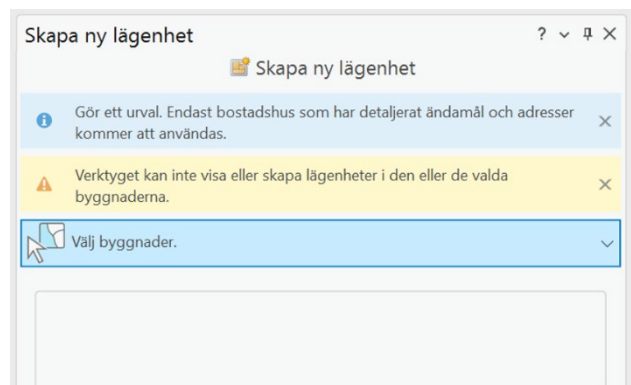 Skapa ny lägenhet
Skapa ny lägenhet
Gör ett urval. Endast bostadshus som har detaljerat ändamål och adresser
kommer att användas.
Verktyget kan inte visa eller skapa lägenheter i den eller de valda
byggnaderna.
Välj byggnader.